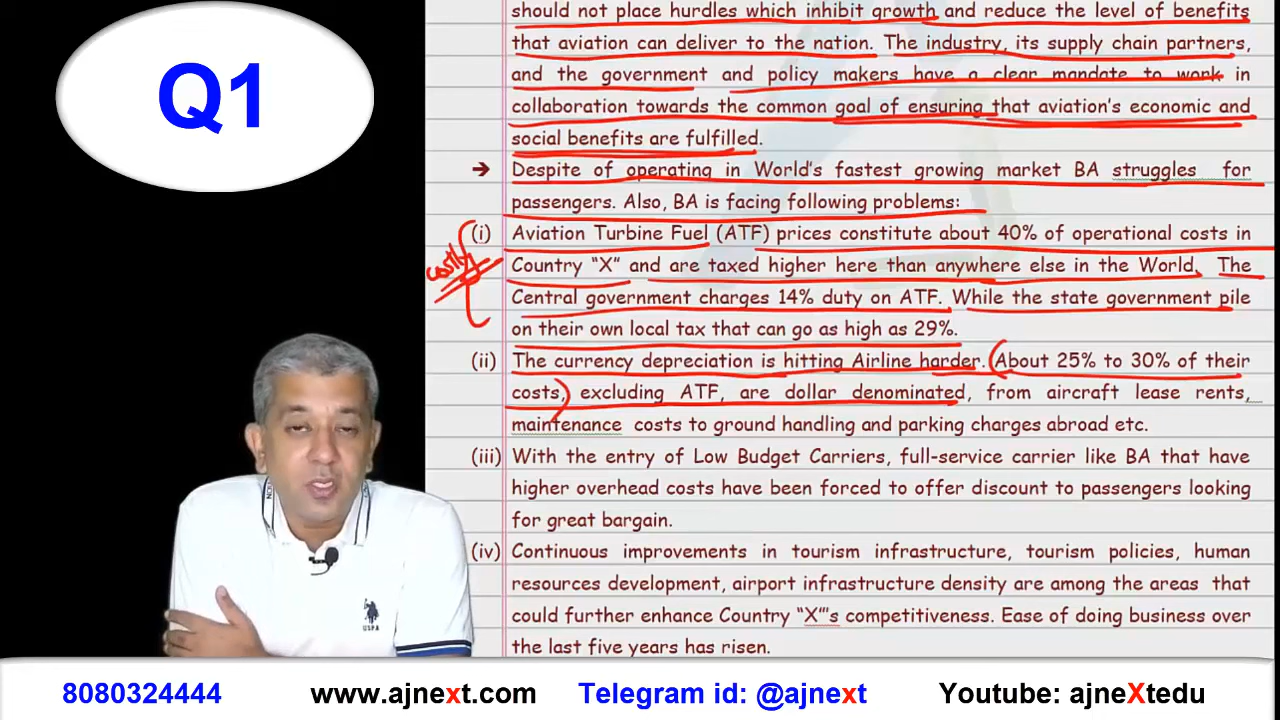 Q1
should not place hurdles which inhibit growth and reduce the level of benefits
that aviation can deliver to the nation. The industry, its supply chain partners,
and the government and policy makers have a clear mandate to work in
collaboration towards the common goal of ensuring that aviation's economic and
social benefits are fulfilled.
➔ Despite of operating in World's fastest growing market BA struggles for
passengers. Also, BA is facing following problems:
(i) Aviation Turbine Fuel (ATF) prices constitute about 40% of operational costs in
costly
Country "X" and are taxed higher here than anywhere else in the World. The
Central government charges 14% duty on ATF. While the state government pile
on their own local tax that can go as high as 29%.
(ii) The currency depreciation is hitting Airline harder. About 25% to 30% of their
costs, excluding ATF, are dollar denominated, from aircraft lease rents,
maintenance costs to ground handling and parking charges abroad etc.
(iii) With the entry of Low Budget Carriers, full-service carrier like BA that have
higher overhead costs have been forced to offer discount to passengers looking
for great bargain.
(iv) Continuous improvements in tourism infrastructure, tourism policies, human
resources development, airport infrastructure density are among the areas that
could further enhance Country "X"'s competitiveness. Ease of doing business over
the last five years has risen.
USPA
8080324444 www.ajnext.com Telegram id: @ajnext Youtube: ajneXtedu